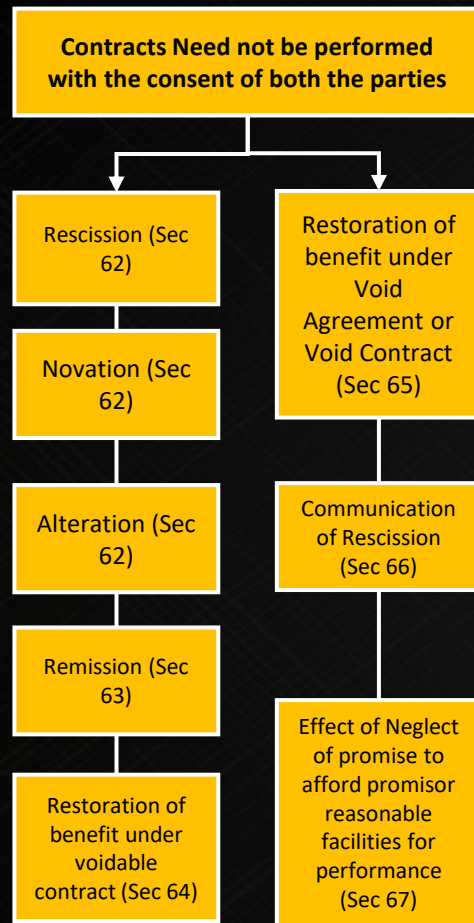 Contracts Need not be performed
with the consent of both the parties
Rescission (Sec
62)
Novation (Sec
62)
Alteration (Sec
62)
Remission (Sec
63)
Restoration of
benefit under
voidable
contract (Sec 64)
Restoration of
benefit under
Void
Agreement or
Void Contract
(Sec 65)
Communication
of Rescission
(Sec 66)
Effect of Neglect
of promise to
afford promisor
reasonable
facilities for
performance
(Sec 67)